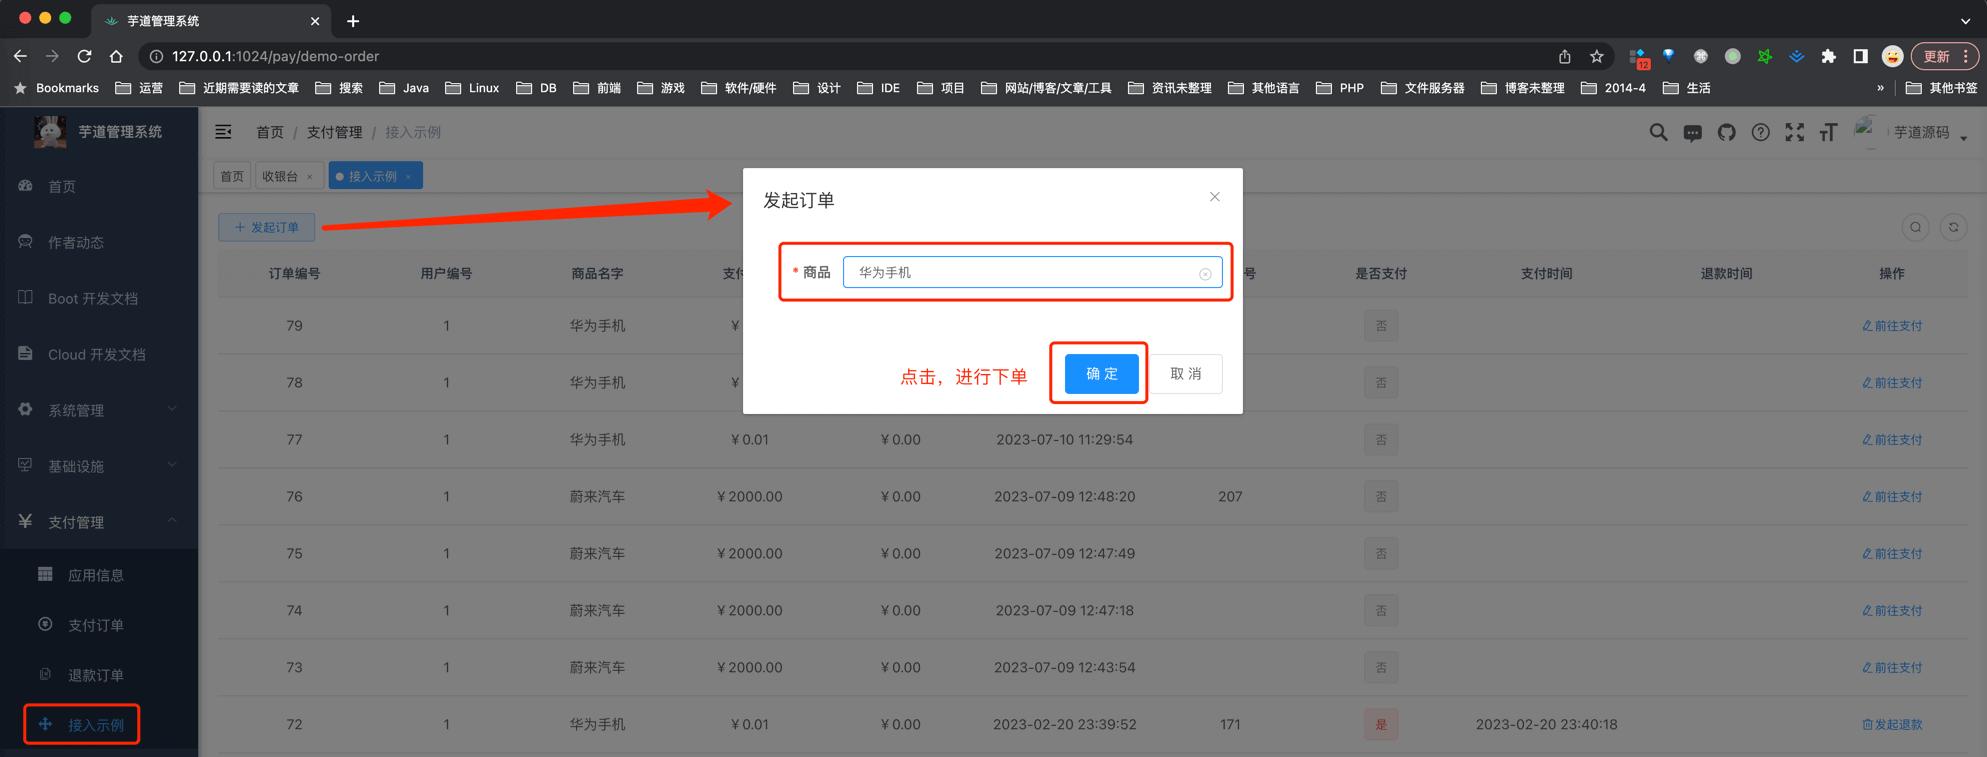 芋道管理系统
127.0.0.1:1024/pay/demo-order
12
更新
Bookmarks 运营 近期需要读的文章 搜索 Java Linux DB 前端 游戏 软件/硬件 设计 IDE 项目 网站/博客/文章/工具 资讯未整理 其他语言 PHP 文件服务器 博客未整理 2014-4 生活 » 其他书签
芋道管理系统
首页 / 支付管理 / 接入示例
芋道源码
首页
收银台 ×
接入示例 ×
首页
作者动态
Boot 开发文档
Cloud 开发文档
系统管理
基础设施
支付管理
应用信息
支付订单
退款订单
接入示例
+ 发起订单
发起订单
* 商品 华为手机
点击，进行下单
确 定
取 消
订单编号 用户编号 商品名字 支付 号 是否支付 支付时间 退款时间 操作
79 1 华为手机 ¥ 否 前往支付
78 1 华为手机 ¥ 否 前往支付
77 1 华为手机 ¥0.01 ¥0.00 2023-07-10 11:29:54 否 前往支付
76 1 蔚来汽车 ¥2000.00 ¥0.00 2023-07-09 12:48:20 207 否 前往支付
75 1 蔚来汽车 ¥2000.00 ¥0.00 2023-07-09 12:47:49 否 前往支付
74 1 蔚来汽车 ¥2000.00 ¥0.00 2023-07-09 12:47:18 否 前往支付
73 1 蔚来汽车 ¥2000.00 ¥0.00 2023-07-09 12:43:54 否 前往支付
72 1 华为手机 ¥0.01 ¥0.00 2023-02-20 23:39:52 171 是 2023-02-20 23:40:18 发起退款